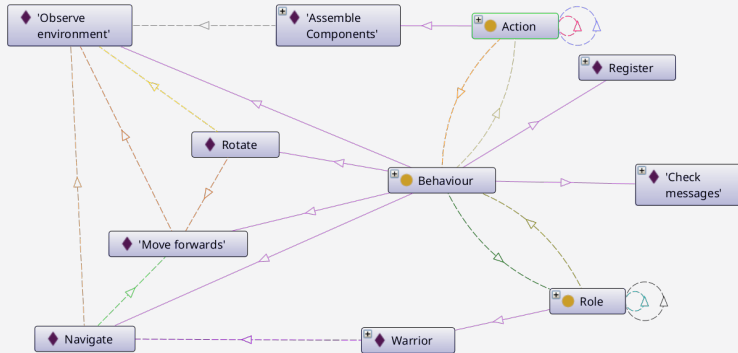 'Observe
environment'
'Assemble
Components'
Action
Register
Rotate
Behaviour
'Check
messages'
'Move forwards'
Role
Navigate
Warrior